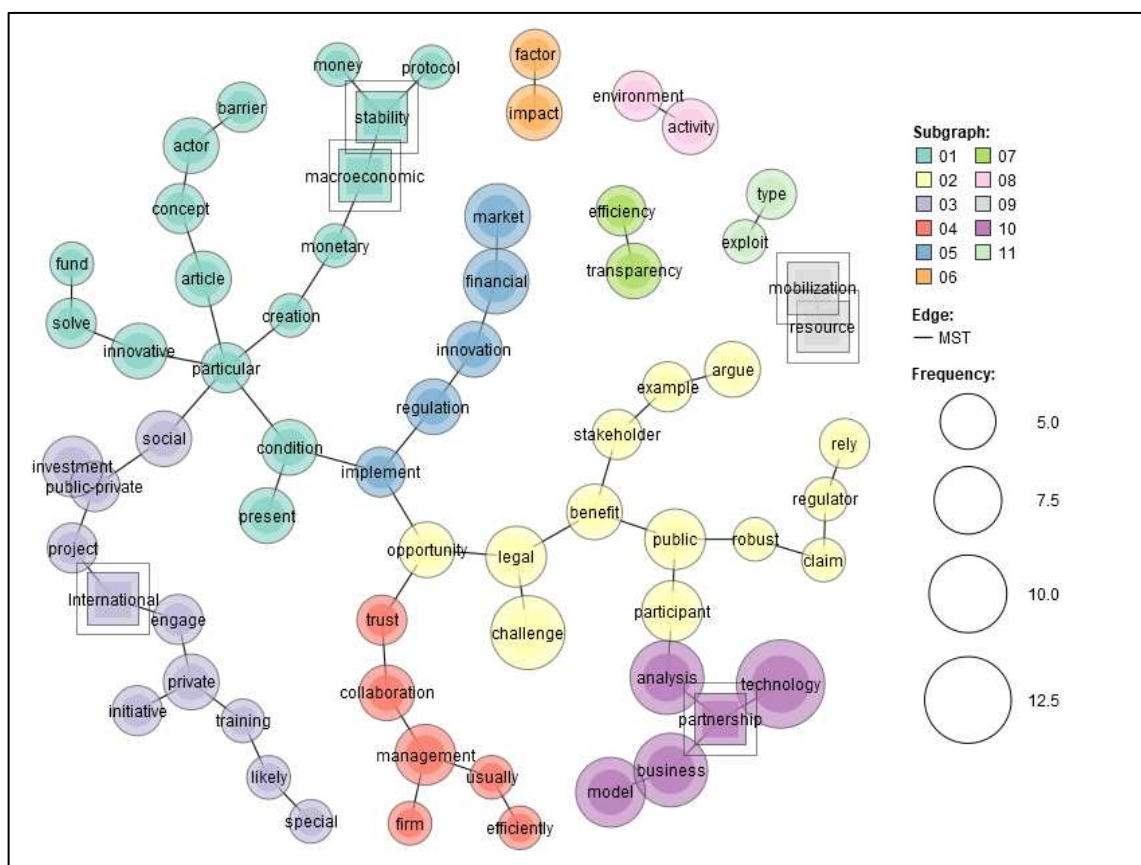 factor
money
protocol
environment
barrier
impact
stability
activity
Subgraph:
01
07
actor
02
08
macroeconomic
03
09
type
04
10
concept
market
efficiency
05
11
exploit
06
monetary
fund
article
financial
transparency
mobilization
Edge:
creation
solve
resource
MST
innovative
innovation
particular
Frequency:
argue
example
regulation
5.0
social
stakeholder
condition
rely
investment
implement
public-private
regulator
7.5
benefit
present
public
robust
project
opportunity
legal
claim
International
10.0
participant
engage
trust
challenge
private
analysis
technology
collaboration
12.5
initiative
training
partnership
management
business
likely
usually
model
special
firm
efficiently